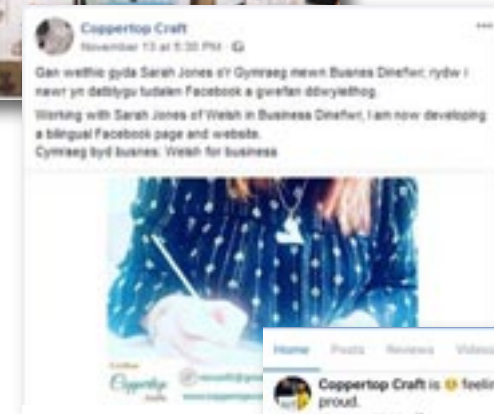 Coppertop Craft
November 13 at 5:30 PM
Gan weithio gyda Sarah Jones o'r Gymraeg mewn Busnes Dinefwr, rydw i
nawr yn datblygu tudalen Facebook a gwefan ddwyieithog.
Working with Sarah Jones of Welsh in Business Dinefwr, I am now developing
a bilingual Facebook page and website.
Cymraeg byd busnes: Welsh for business
Coppertop
Home Posts Reviews Videos
Coppertop Craft is feeling
proud.